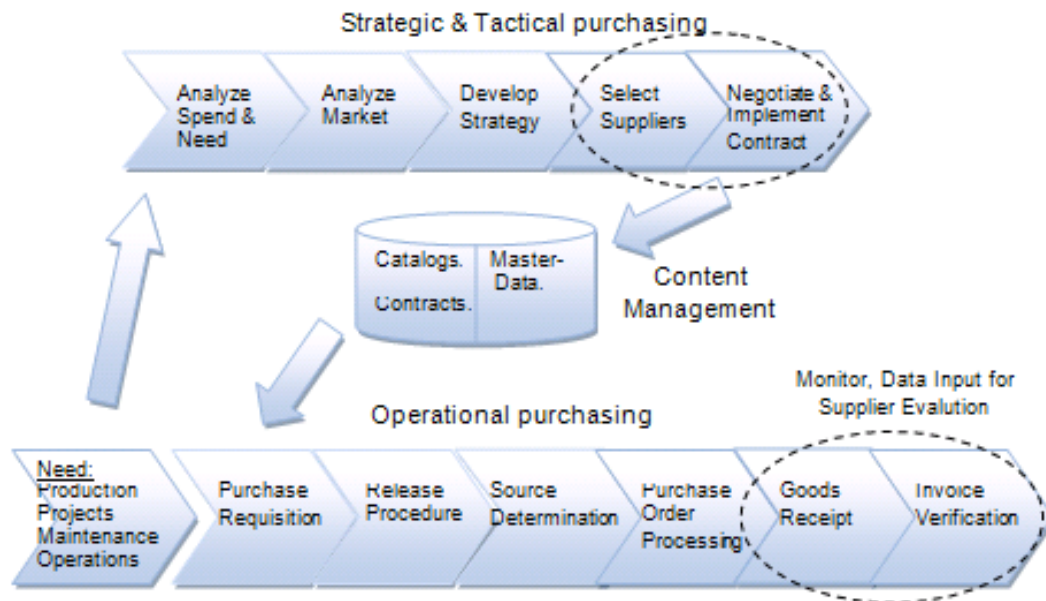 Strategic & Tactical purchasing
Analyze
Spend &
Need
Analyze
Market
Develop
Strategy
Select
Suppliers
Negotiate &
Implement
Contract
Catalogs.
Contracts.
Master-
Data.
Content
Management
Operational purchasing
Monitor, Data Input for
Supplier Evalution
Need:
Production
Projects
Maintenance
Operations
Purchase
Requisition
Release
Procedure
Source
Determination
Purchase
Order
Processing
Goods
Receipt
Invoice
Verification